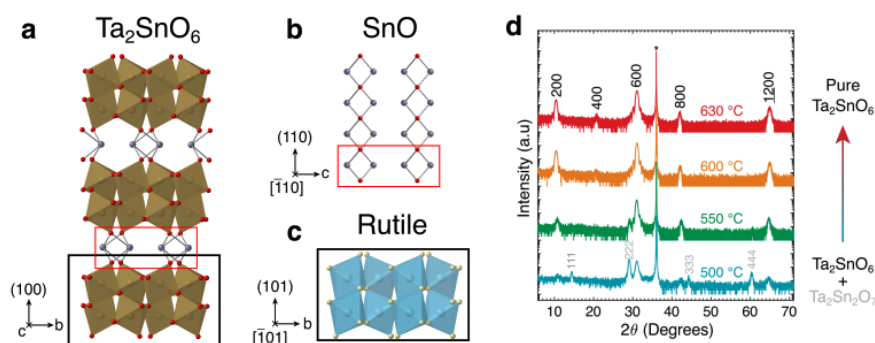 a
Ta₂SnO₆
(100)
c
b
b
SnO
(110)
[1̄10]
c
c
Rutile
(101)
[1̄01]
b
d
Intensity (a.u)
200
400
600
*
800
1200
630 °C
600 °C
550 °C
500 °C
111
222
333
444
10
20
30
40
50
60
70
2θ (Degrees)
Pure
Ta₂SnO₆
Ta₂SnO₆
+
Ta₂Sn₂O₇